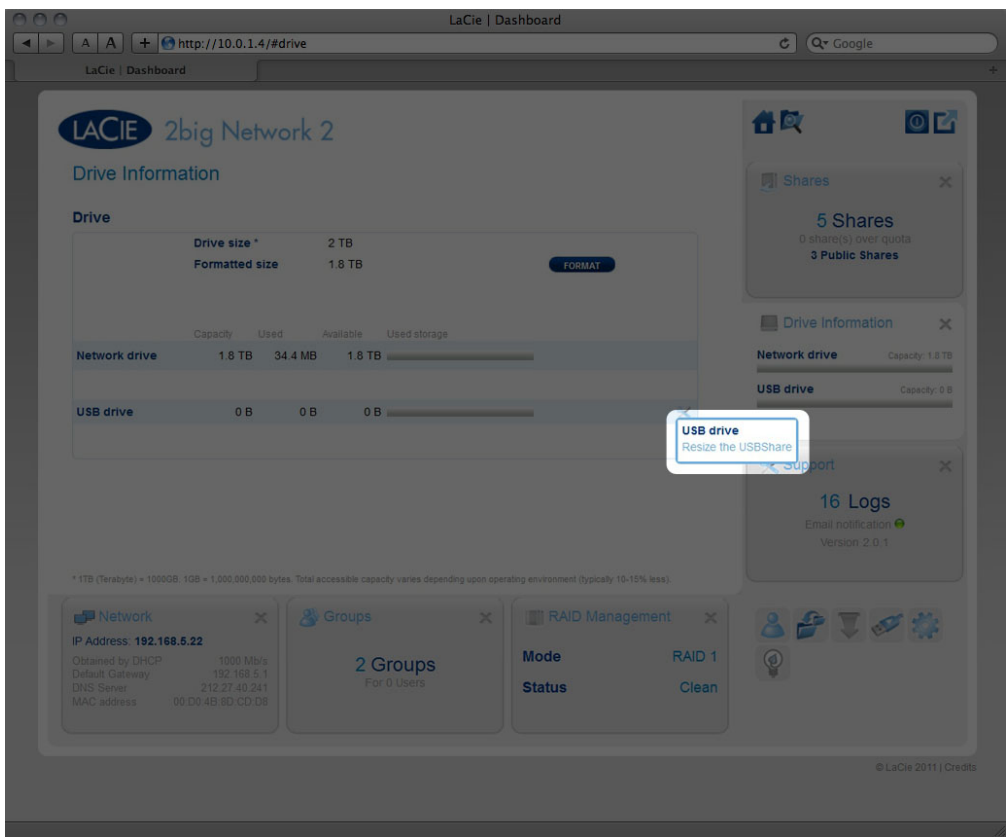 LaCie | Dashboard
A A + http://10.0.1.4/#drive Google
LaCie | Dashboard
LACIE 2big Network 2
Drive Information
Drive
Drive size * 2 TB
Formatted size 1.8 TB FORMAT
Capacity Used Available Used storage
Network drive 1.8 TB 34.4 MB 1.8 TB
USB drive 0 B 0 B 0 B
USB drive
Resize the USBShare
* 1TB (Terabyte) = 1000GB. 1GB = 1,000,000,000 bytes. Total accessible capacity varies depending upon operating environment (typically 10-15% less).
Shares
5 Shares
0 share(s) over quota
3 Public Shares
Drive Information
Network drive Capacity: 1.8 TB
USB drive Capacity: 0 B
Support
16 Logs
Email notification
Version 2.0.1
Network
IP Address: 192.168.5.22
Obtained by DHCP 1000 Mb/s
Default Gateway 192.168.5.1
DNS Server 212.27.40.241
MAC address 00:D0:4B:8D:CD:D8
Groups
2 Groups
For 0 Users
RAID Management
Mode RAID 1
Status Clean
© LaCie 2011 | Credits